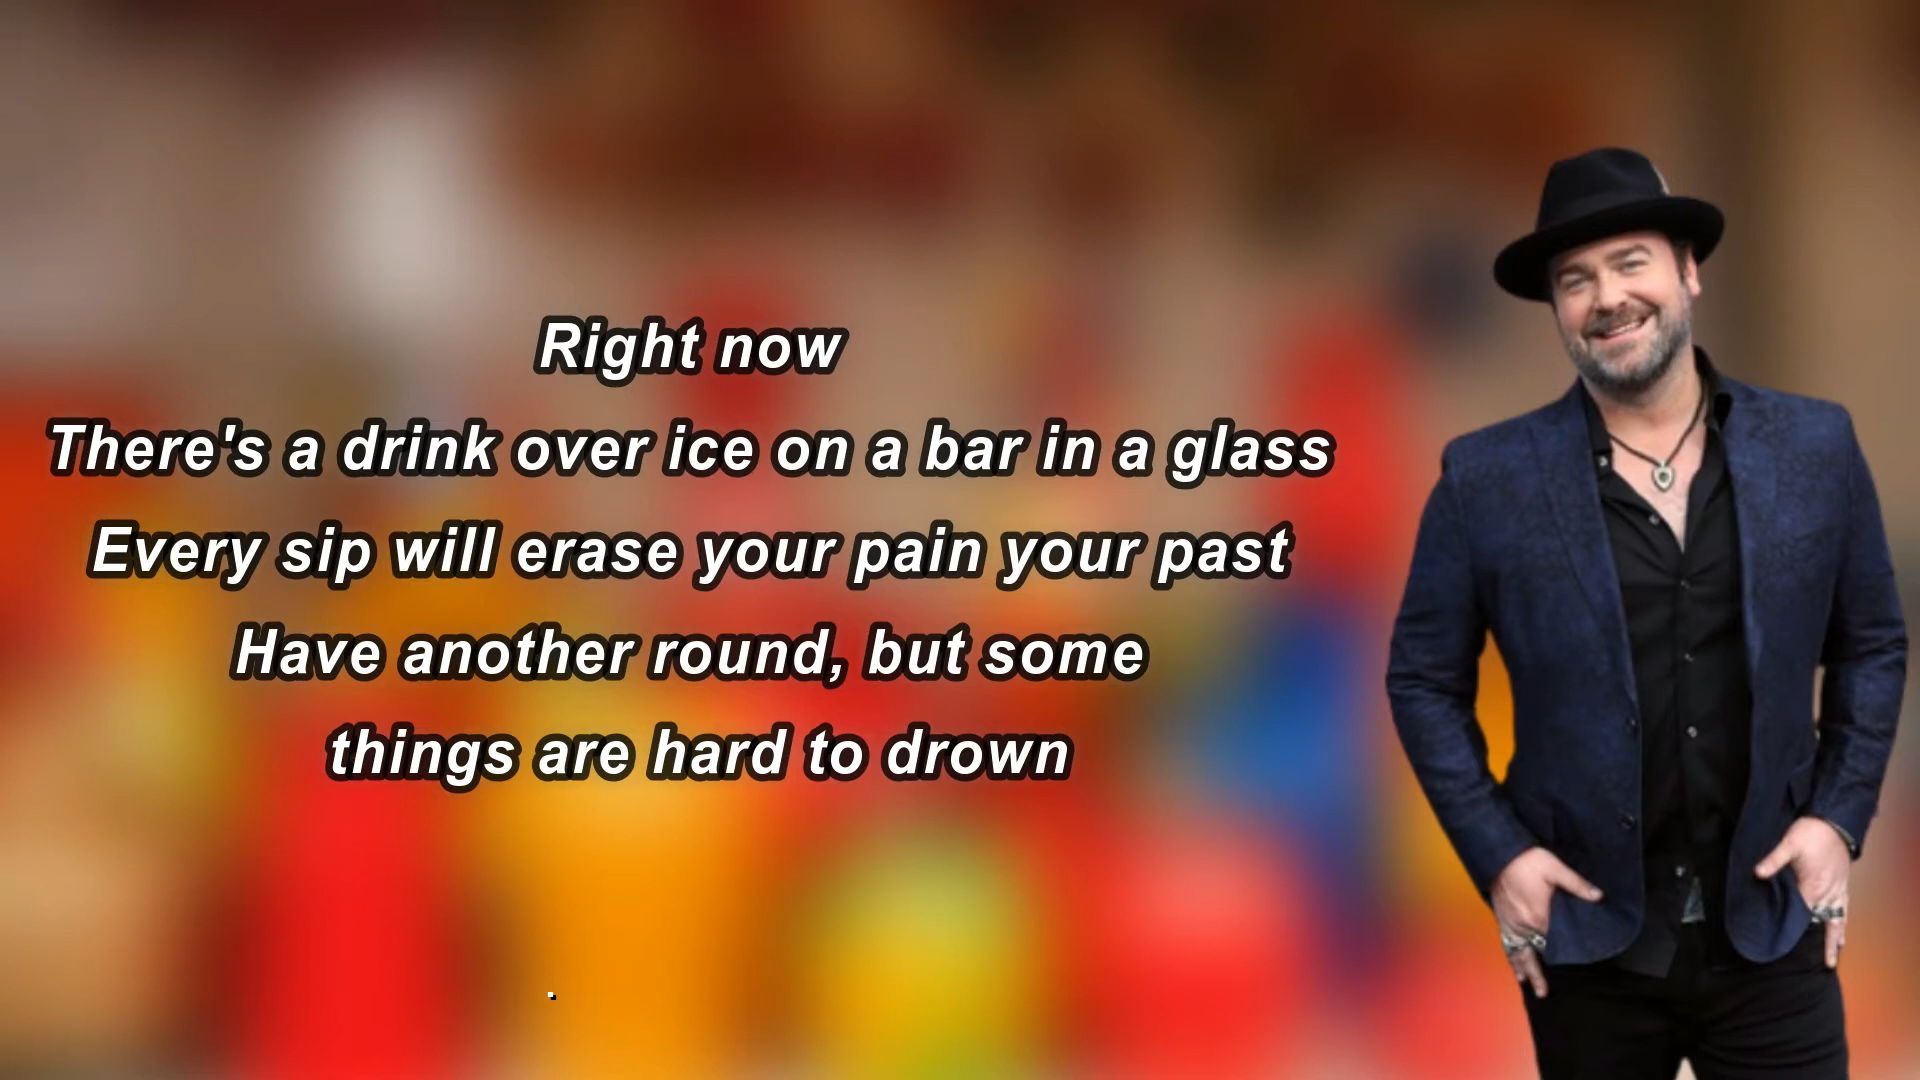 Right now
There's a drink over ice on a bar in a glass
Every sip will erase your pain your past
Have another round, but some
things are hard to drown
.